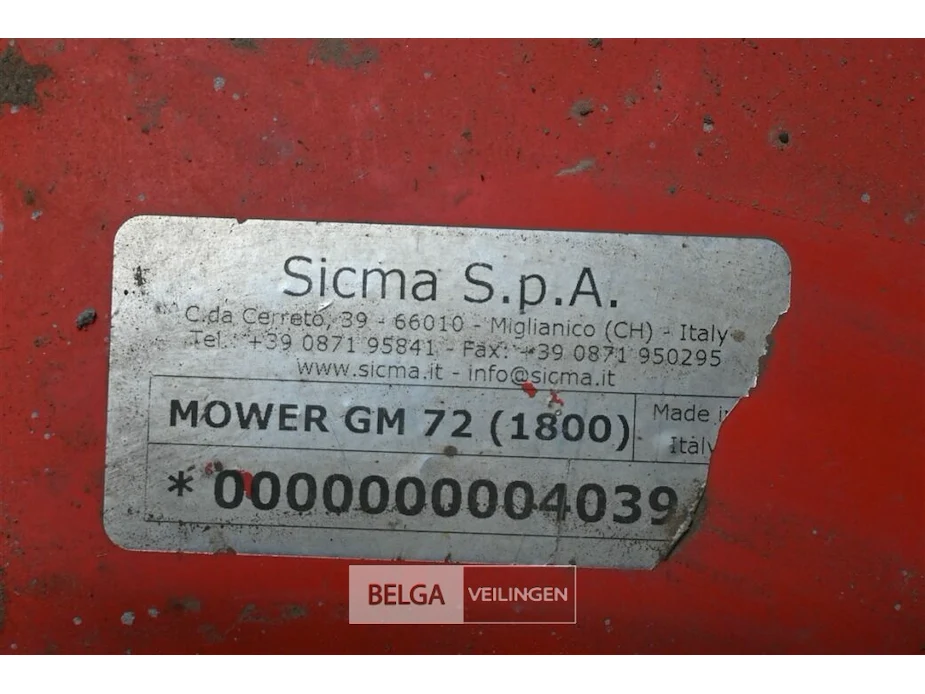 Sicma S.p.A.
C.da Cerreto, 39 - 66010 - Miglianico (CH) - Italy
Tel.: +39 0871 95841 - Fax: +39 0871 950295
www.sicma.it - info@sicma.it
MOWER GM 72 (1800)
Made
Italy
* 0000000004039
BELGA VEILINGEN